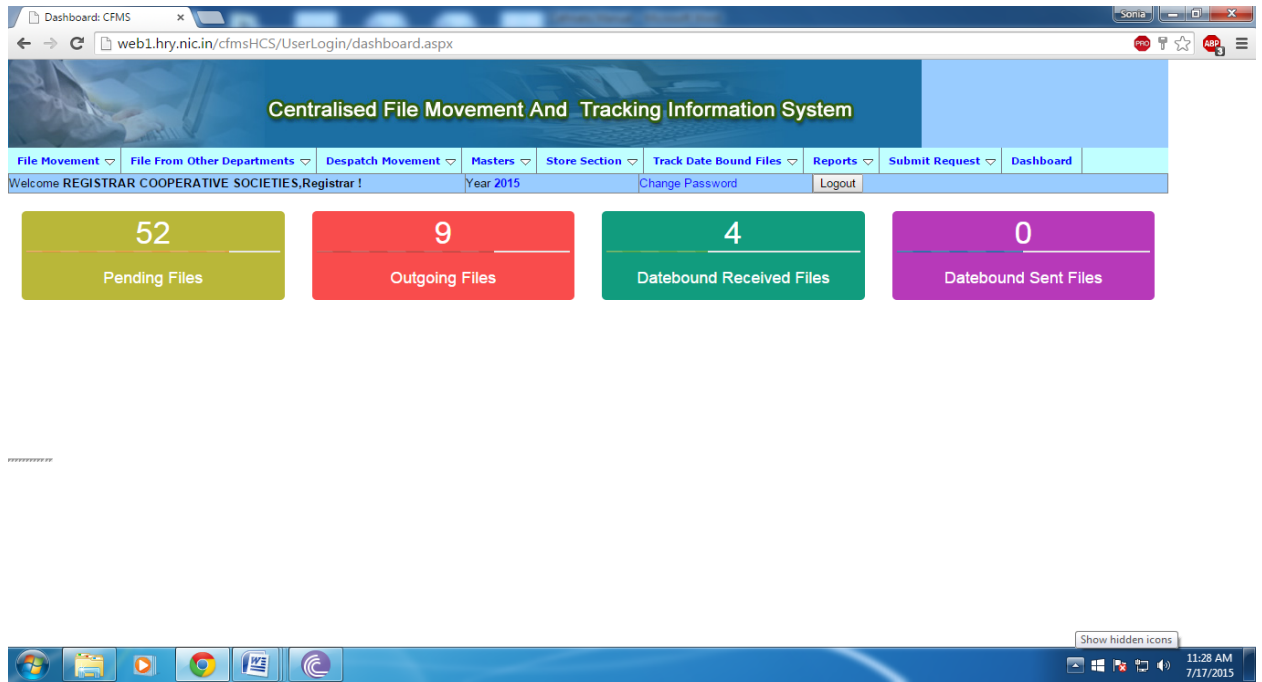 Dashboard: CFMS
Sonia
web1.hry.nic.in/cfmsHCS/UserLogin/dashboard.aspx
PRO
ABP
3
Centralised File Movement And Tracking Information System
File Movement File From Other Departments Despatch Movement Masters Store Section Track Date Bound Files Reports Submit Request Dashboard
Welcome REGISTRAR COOPERATIVE SOCIETIES,Registrar ! Year 2015 Change Password Logout
52
Pending Files
9
Outgoing Files
4
Datebound Received Files
0
Datebound Sent Files
Show hidden icons
11:28 AM
7/17/2015